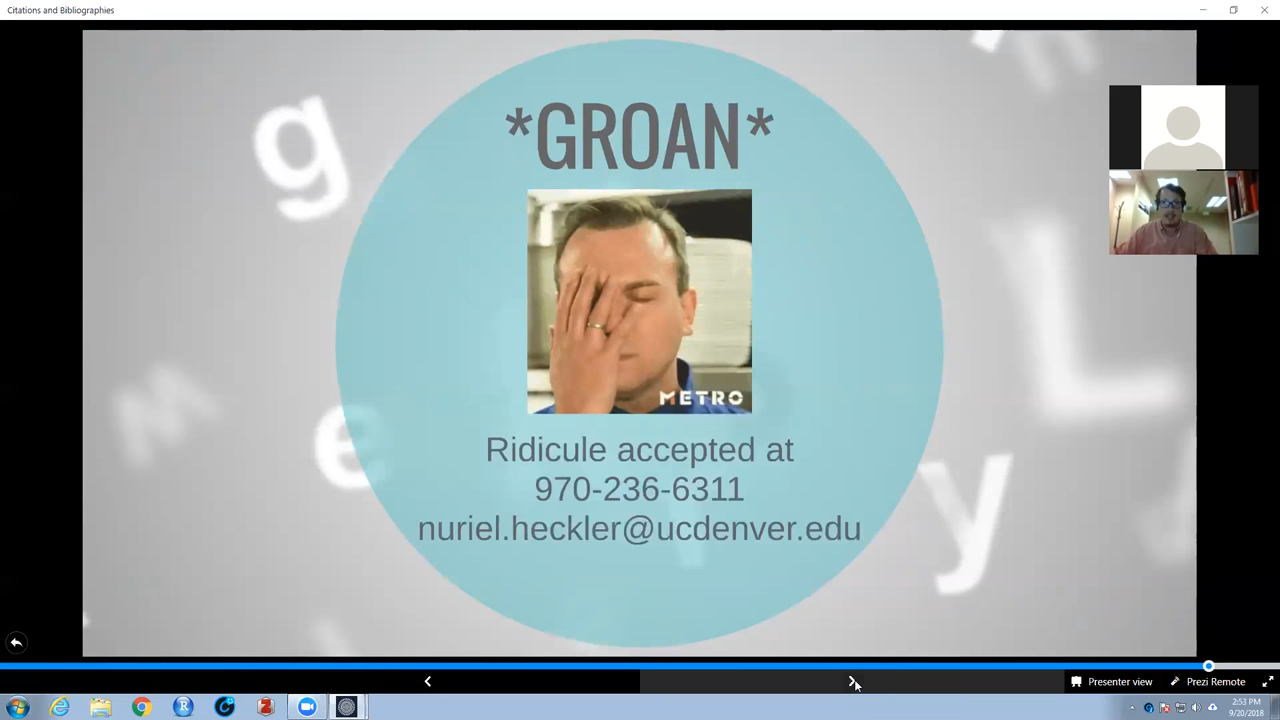 Citations and Bibliographies
*GROAN*
METRO
Ridicule accepted at
970-236-6311
nuriel.heckler@ucdenver.edu
g
e
y
L
Presenter view
Prezi Remote
2:53 PM
9/20/2018